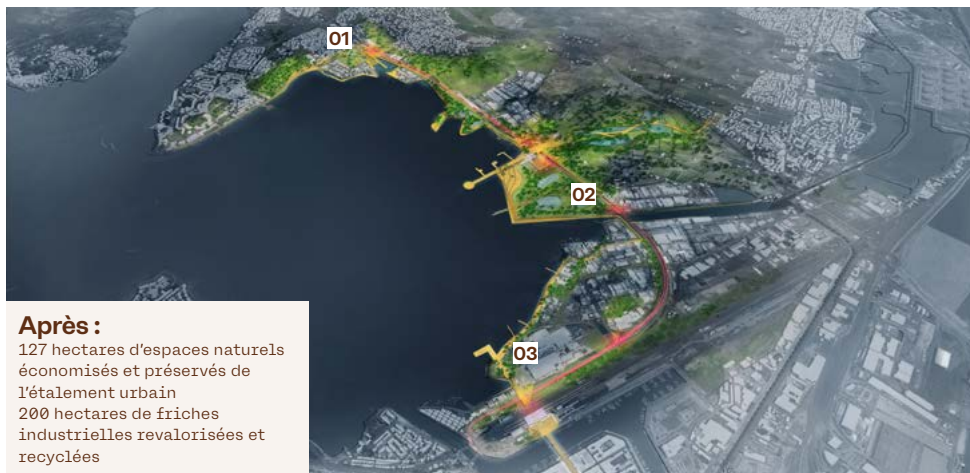 01
02
03
Après :
127 hectares d'espaces naturels
économisés et préservés de
l'étalement urbain
200 hectares de friches
industrielles revalorisées et
recyclées